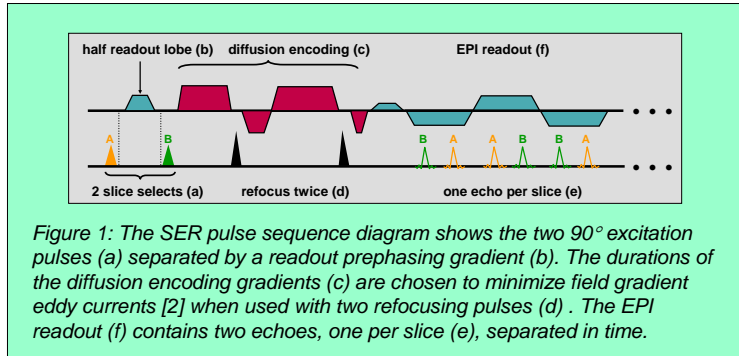 half readout lobe (b) diffusion encoding (c) EPI readout (f)
A B B A A B B A
2 slice selects (a) refocus twice (d) one echo per slice (e)
Figure 1: The SER pulse sequence diagram shows the two 90° excitation
pulses (a) separated by a readout prephasing gradient (b). The durations of
the diffusion encoding gradients (c) are chosen to minimize field gradient
eddy currents [2] when used with two refocusing pulses (d) . The EPI
readout (f) contains two echoes, one per slice (e), separated in time.